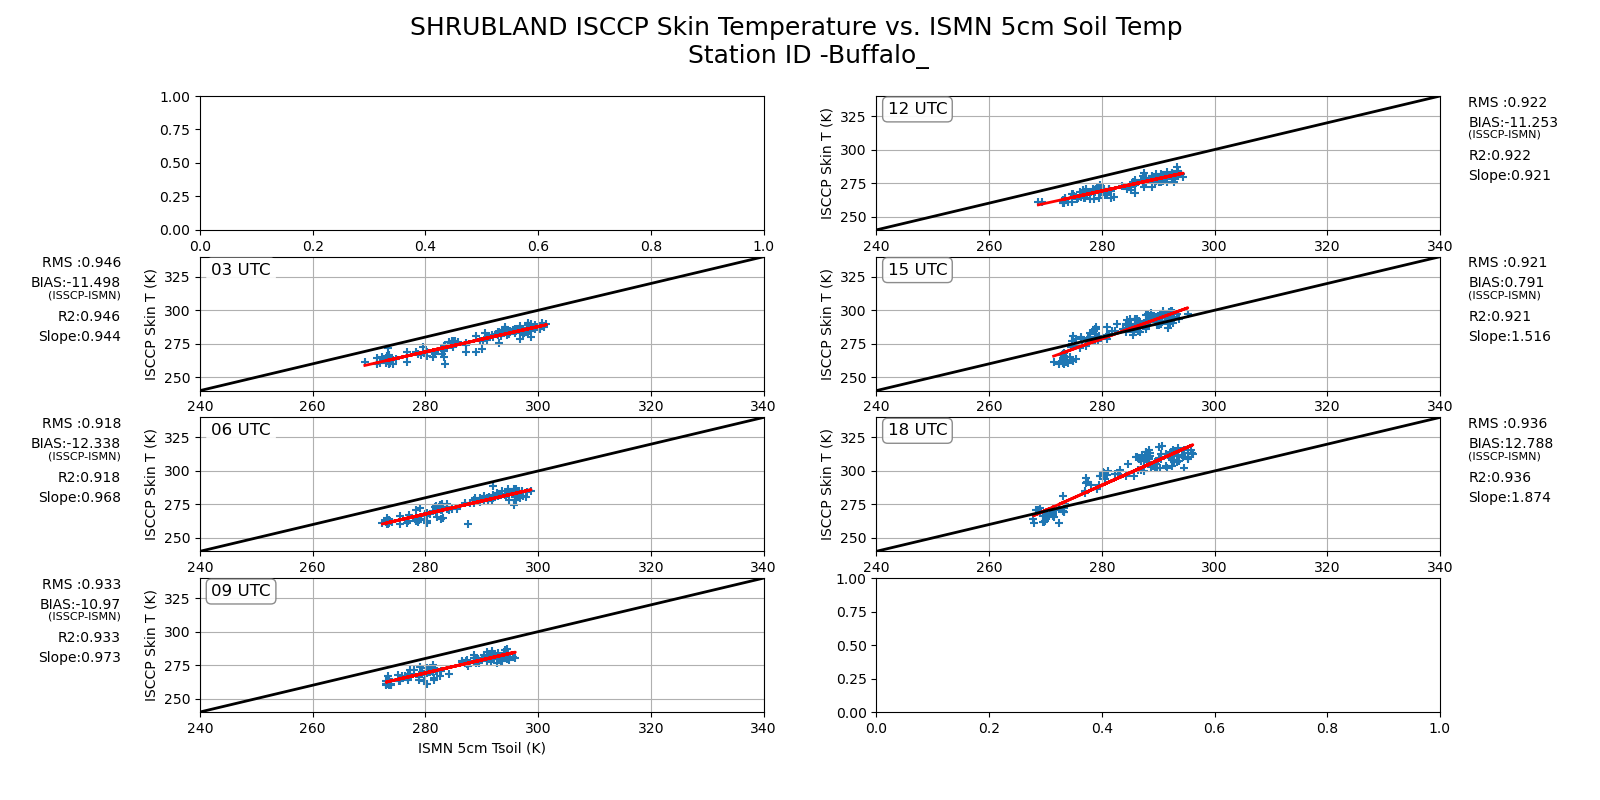 SHRUBLAND ISCCP Skin Temperature vs. ISMN 5cm Soil Temp
Station ID -Buffalo_
1.00
0.75
0.50
0.25
0.00
0.0 0.2 0.4 0.6 0.8 1.0
RMS :0.946
BIAS:-11.498
(ISSCP-ISMN)
R2:0.946
Slope:0.944
ISCCP Skin T (K)
03 UTC
325
300
275
250
240 260 280 300 320 340
RMS :0.918
BIAS:-12.338
(ISSCP-ISMN)
R2:0.918
Slope:0.968
ISCCP Skin T (K)
06 UTC
325
300
275
250
240 260 280 300 320 340
RMS :0.933
BIAS:-10.97
(ISSCP-ISMN)
R2:0.933
Slope:0.973
ISCCP Skin T (K)
09 UTC
325
300
275
250
240 260 280 300 320 340
ISMN 5cm Tsoil (K)
ISCCP Skin T (K)
12 UTC
325
300
275
250
240 260 280 300 320 340
RMS :0.922
BIAS:-11.253
(ISSCP-ISMN)
R2:0.922
Slope:0.921
ISCCP Skin T (K)
15 UTC
325
300
275
250
240 260 280 300 320 340
RMS :0.921
BIAS:0.791
(ISSCP-ISMN)
R2:0.921
Slope:1.516
ISCCP Skin T (K)
18 UTC
325
300
275
250
240 260 280 300 320 340
RMS :0.936
BIAS:12.788
(ISSCP-ISMN)
R2:0.936
Slope:1.874
1.00
0.75
0.50
0.25
0.00
0.0 0.2 0.4 0.6 0.8 1.0